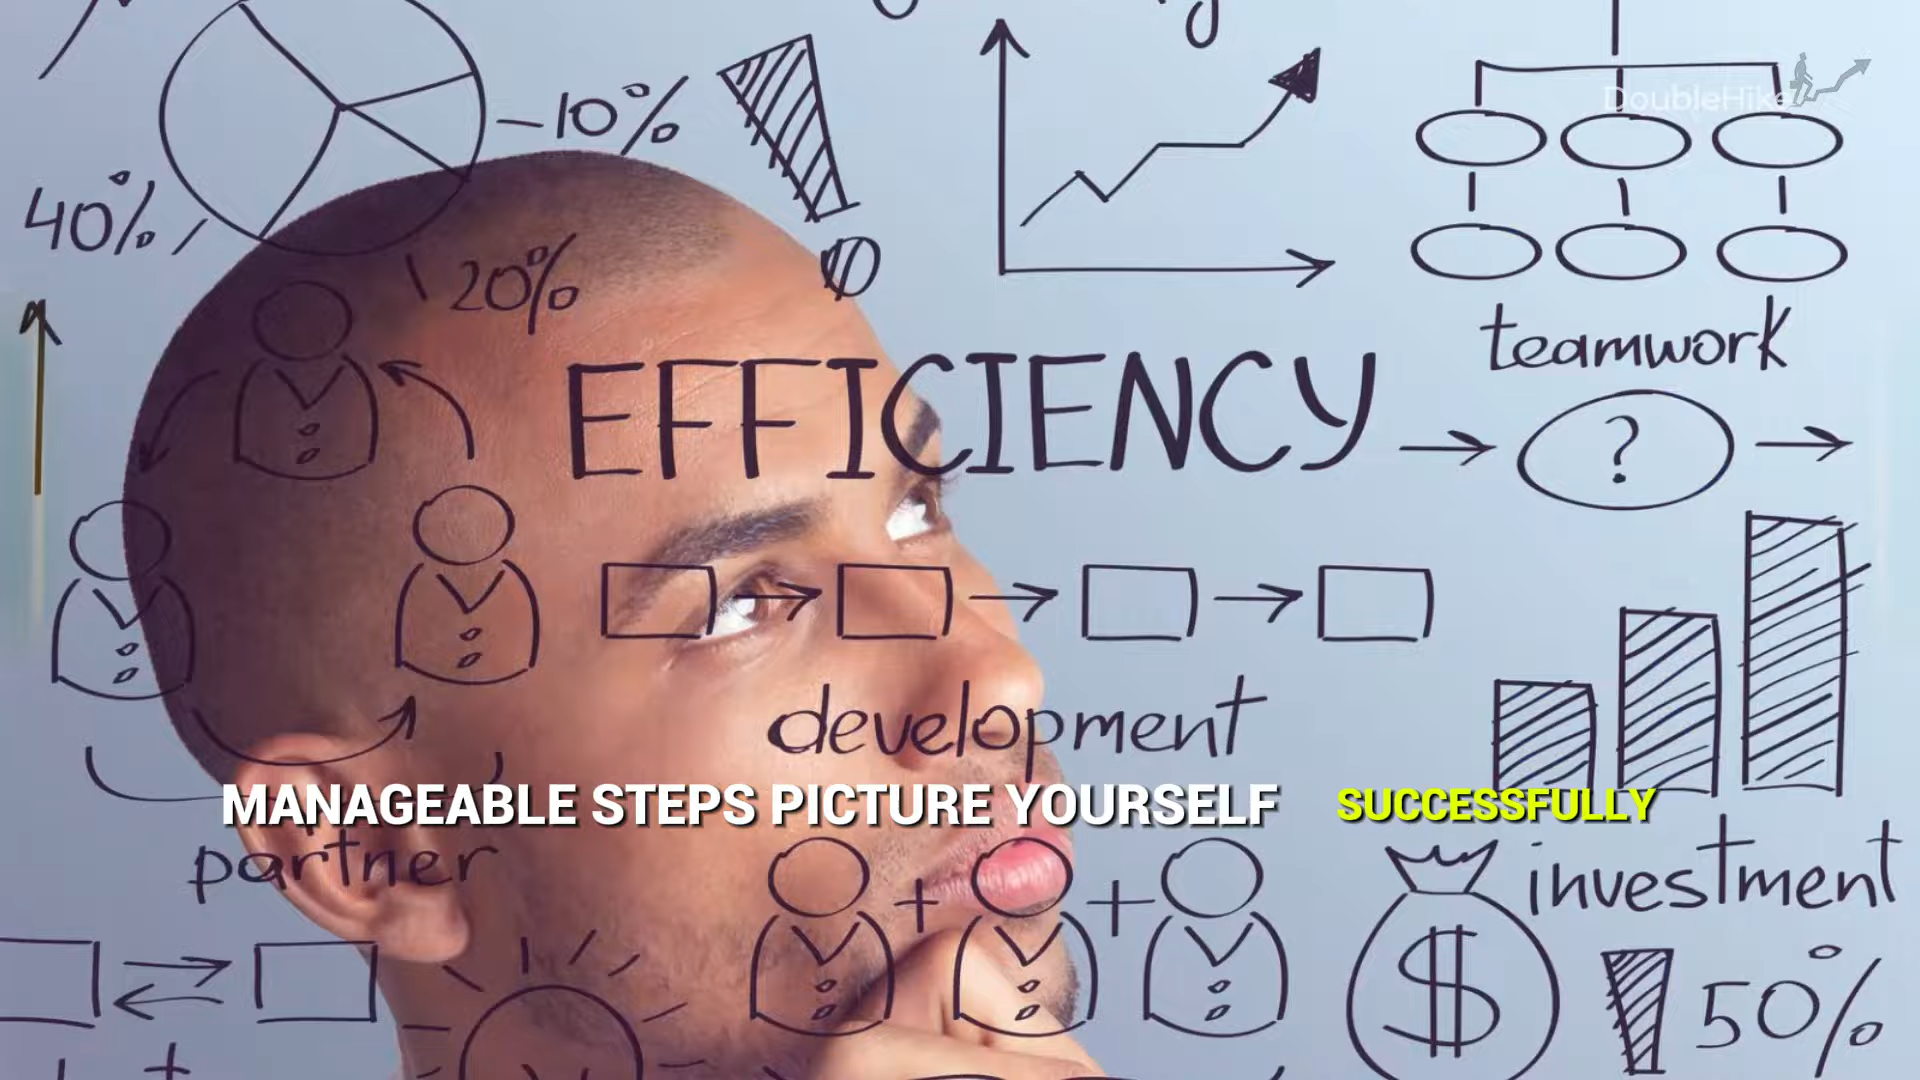 10%
DoubleHike
40%
20%
teamwork
EFFICIENCY
?
development
MANAGEABLE STEPS PICTURE YOURSELF SUCCESSFULLY
partner
investment
$
50%